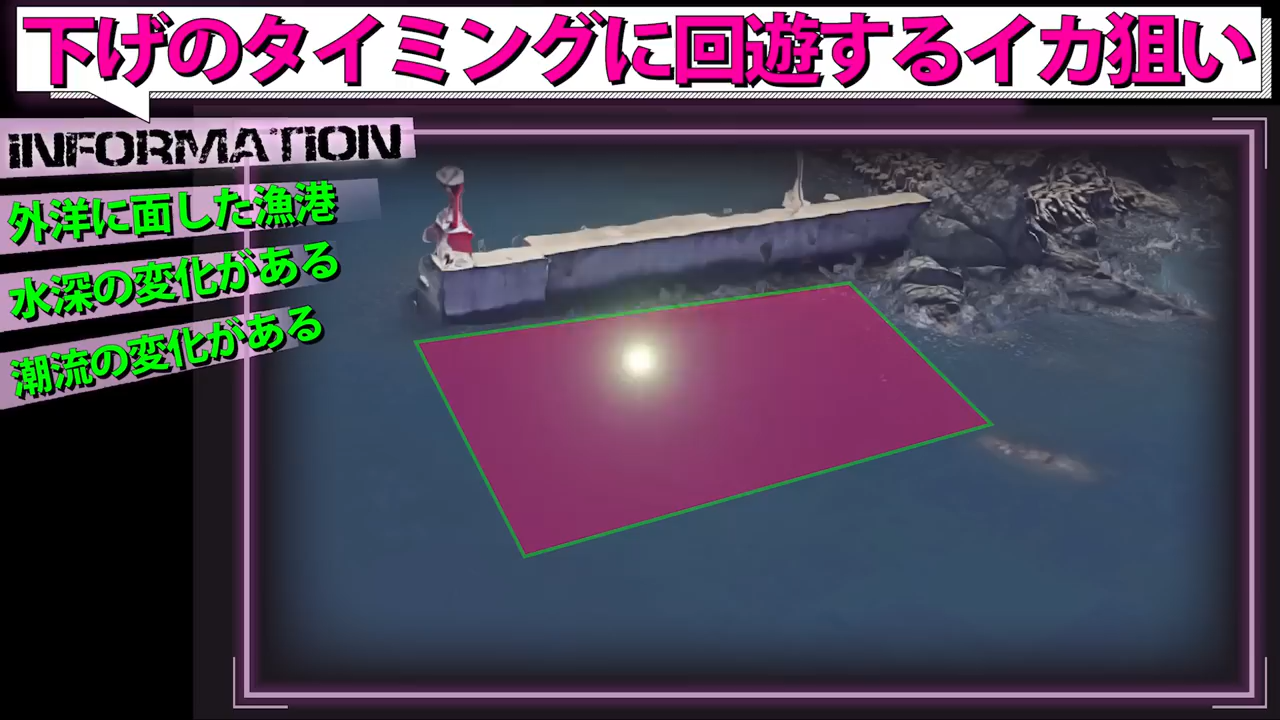 下げのタイミングに回遊するイカ狙い
INFORMATION
外洋に面した漁港
水深の変化がある
潮流の変化がある